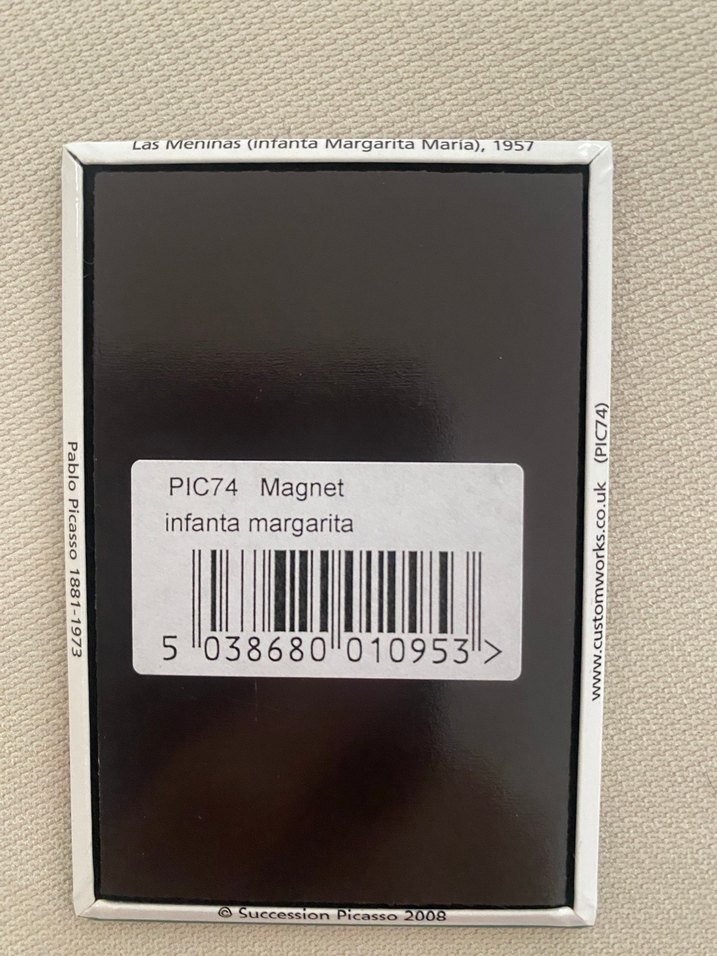 Las Meninas (infanta Margarita María), 1957
Pablo Picasso 1881-1973
www.customworks.co.uk (PIC74)
PIC74 Magnet
infanta margarita
5 038680 010953 >
© Succession Picasso 2008